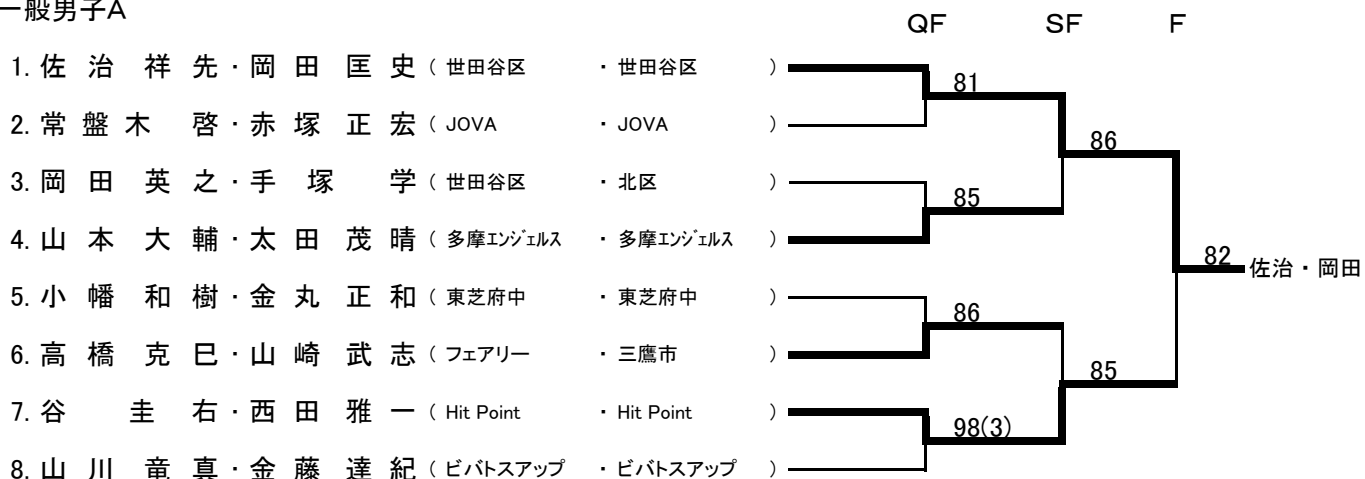 一般男子A
QF SF F
1. 佐 治 祥 先 ・ 岡 田 匡 史 ( 世田谷区 ・ 世田谷区 )
81
2. 常 盤 木 啓 ・ 赤 塚 正 宏 ( JOVA ・ JOVA )
86
3. 岡 田 英 之 ・ 手 塚 学 ( 世田谷区 ・ 北区 )
85
4. 山 本 大 輔 ・ 太 田 茂 晴 ( 多摩エンジェルス ・ 多摩エンジェルス )
82 佐治・岡田
5. 小 幡 和 樹 ・ 金 丸 正 和 ( 東芝府中 ・ 東芝府中 )
86
6. 高 橋 克 巳 ・ 山 崎 武 志 ( フェアリー ・ 三鷹市 )
85
7. 谷 圭 右 ・ 西 田 雅 一 ( Hit Point ・ Hit Point )
98(3)
8. 山 川 竜 真 ・ 金 藤 達 紀 ( ビバトスアップ ・ ビバトスアップ )